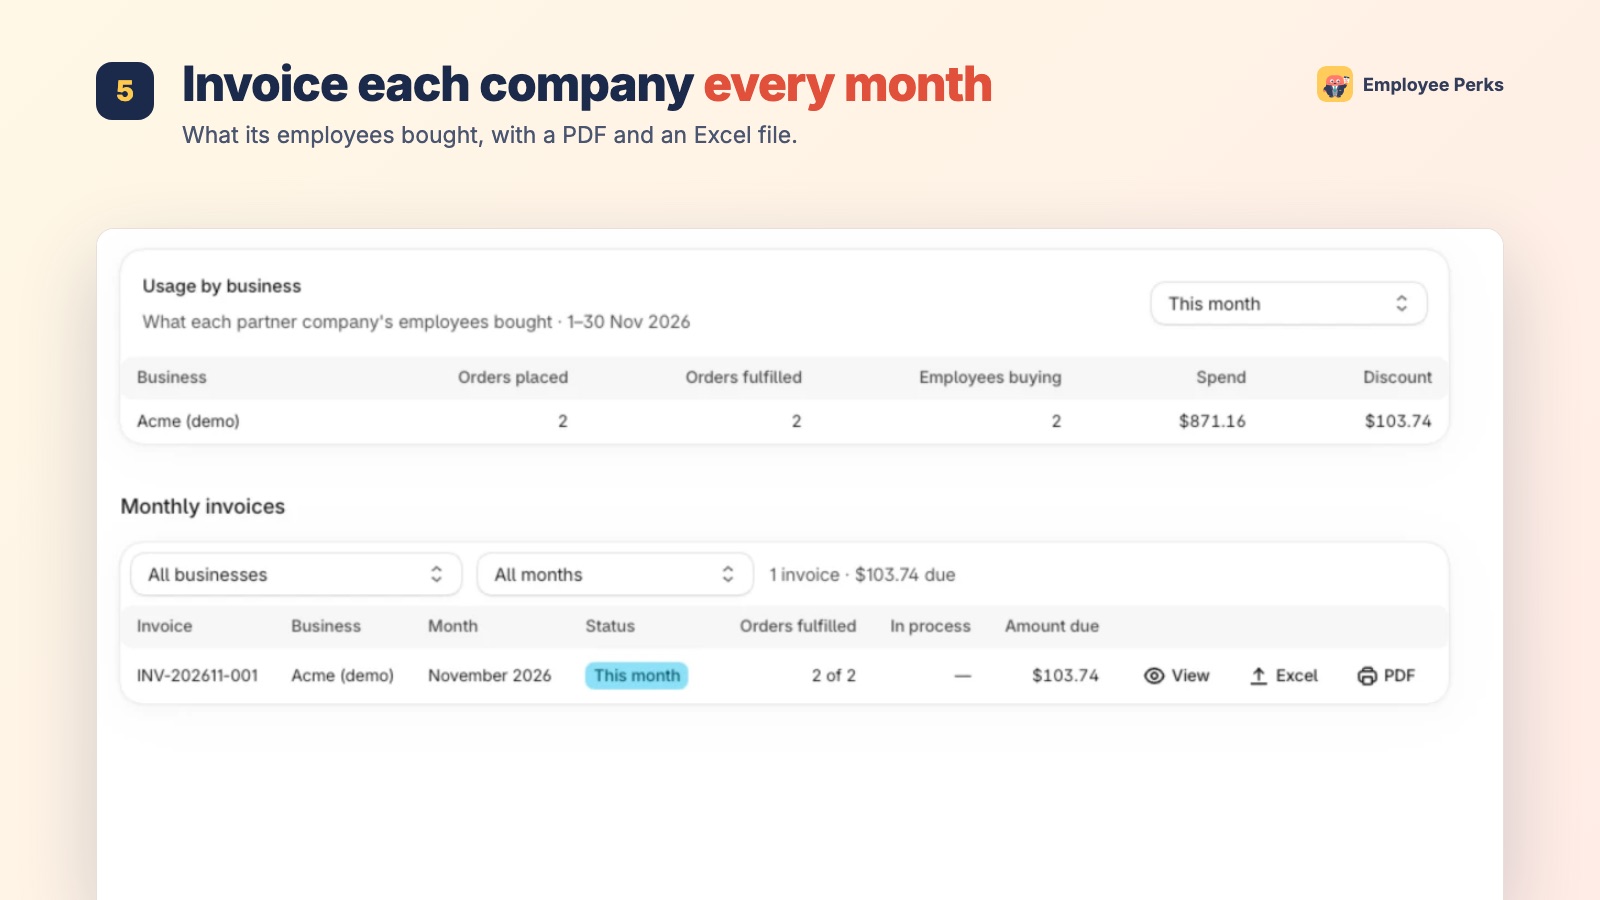 5
Invoice each company every month
Employee Perks
What its employees bought, with a PDF and an Excel file.
Usage by business
What each partner company's employees bought · 1–30 Nov 2026
This month
Business Orders placed Orders fulfilled Employees buying Spend Discount
Acme (demo) 2 2 2 $871.16 $103.74
Monthly invoices
All businesses All months 1 invoice · $103.74 due
Invoice Business Month Status Orders fulfilled In process Amount due
INV-202611-001 Acme (demo) November 2026 This month 2 of 2 — $103.74 View Excel PDF